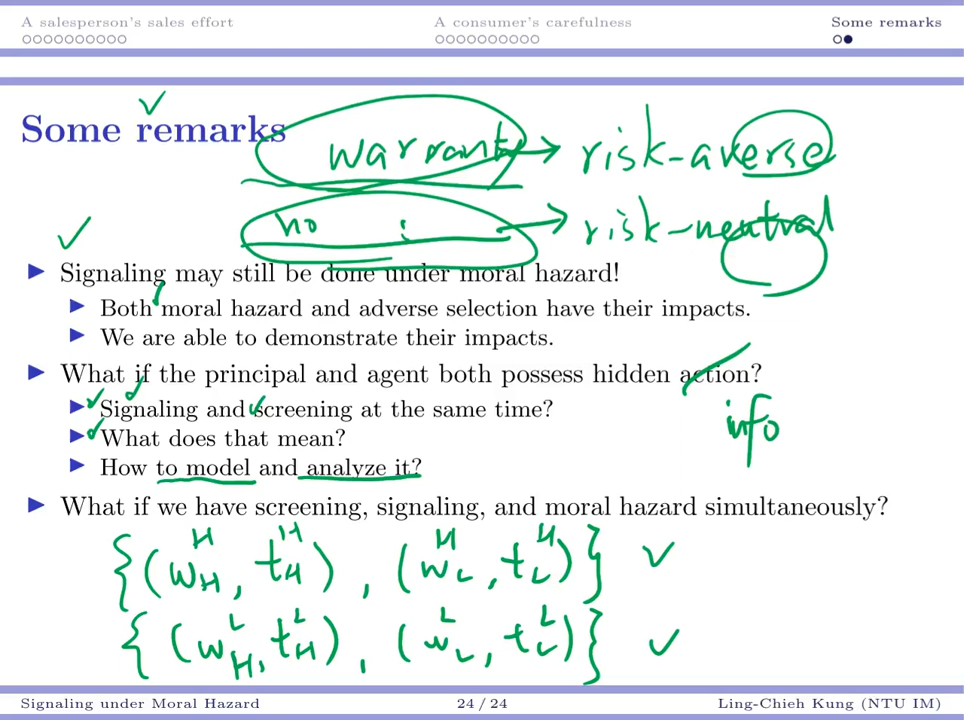 A salesperson's sales effort A consumer's carefulness Some remarks
Some remarks
warranty → risk-averse
no : → risk-neutral
▶ Signaling may still be done under moral hazard!
▶ Both moral hazard and adverse selection have their impacts.
▶ We are able to demonstrate their impacts.
▶ What if the principal and agent both possess hidden action?
info
▶ Signaling and screening at the same time?
▶ What does that mean?
▶ How to model and analyze it?
▶ What if we have screening, signaling, and moral hazard simultaneously?
{(w_H^H, t_H^H), (w_L^H, t_L^H)} ✓
{(w_H^L, t_H^L), (w_L^L, t_L^L)} ✓
Signaling under Moral Hazard 24 / 24 Ling-Chieh Kung (NTU IM)